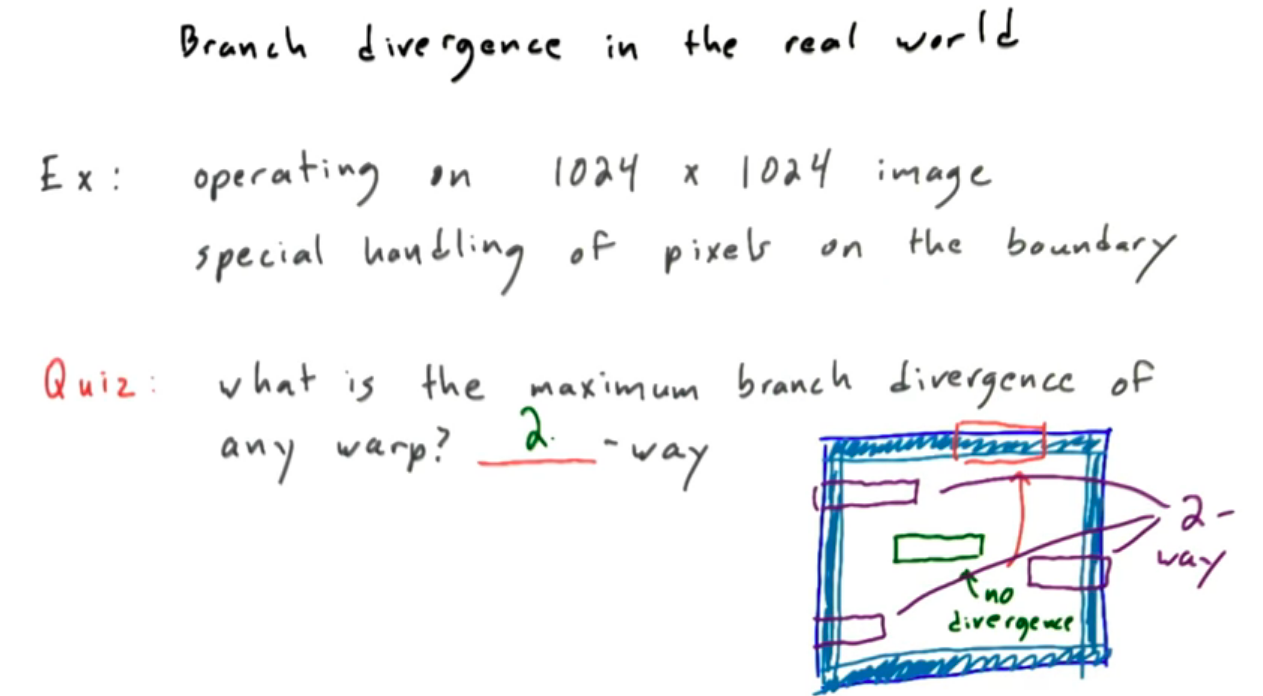 Branch divergence in the real world
Ex: operating on 1024 x 1024 image
special handling of pixels on the boundary
Quiz: what is the maximum branch divergence of
any warp? 2 -way
2-
way
no
divergence